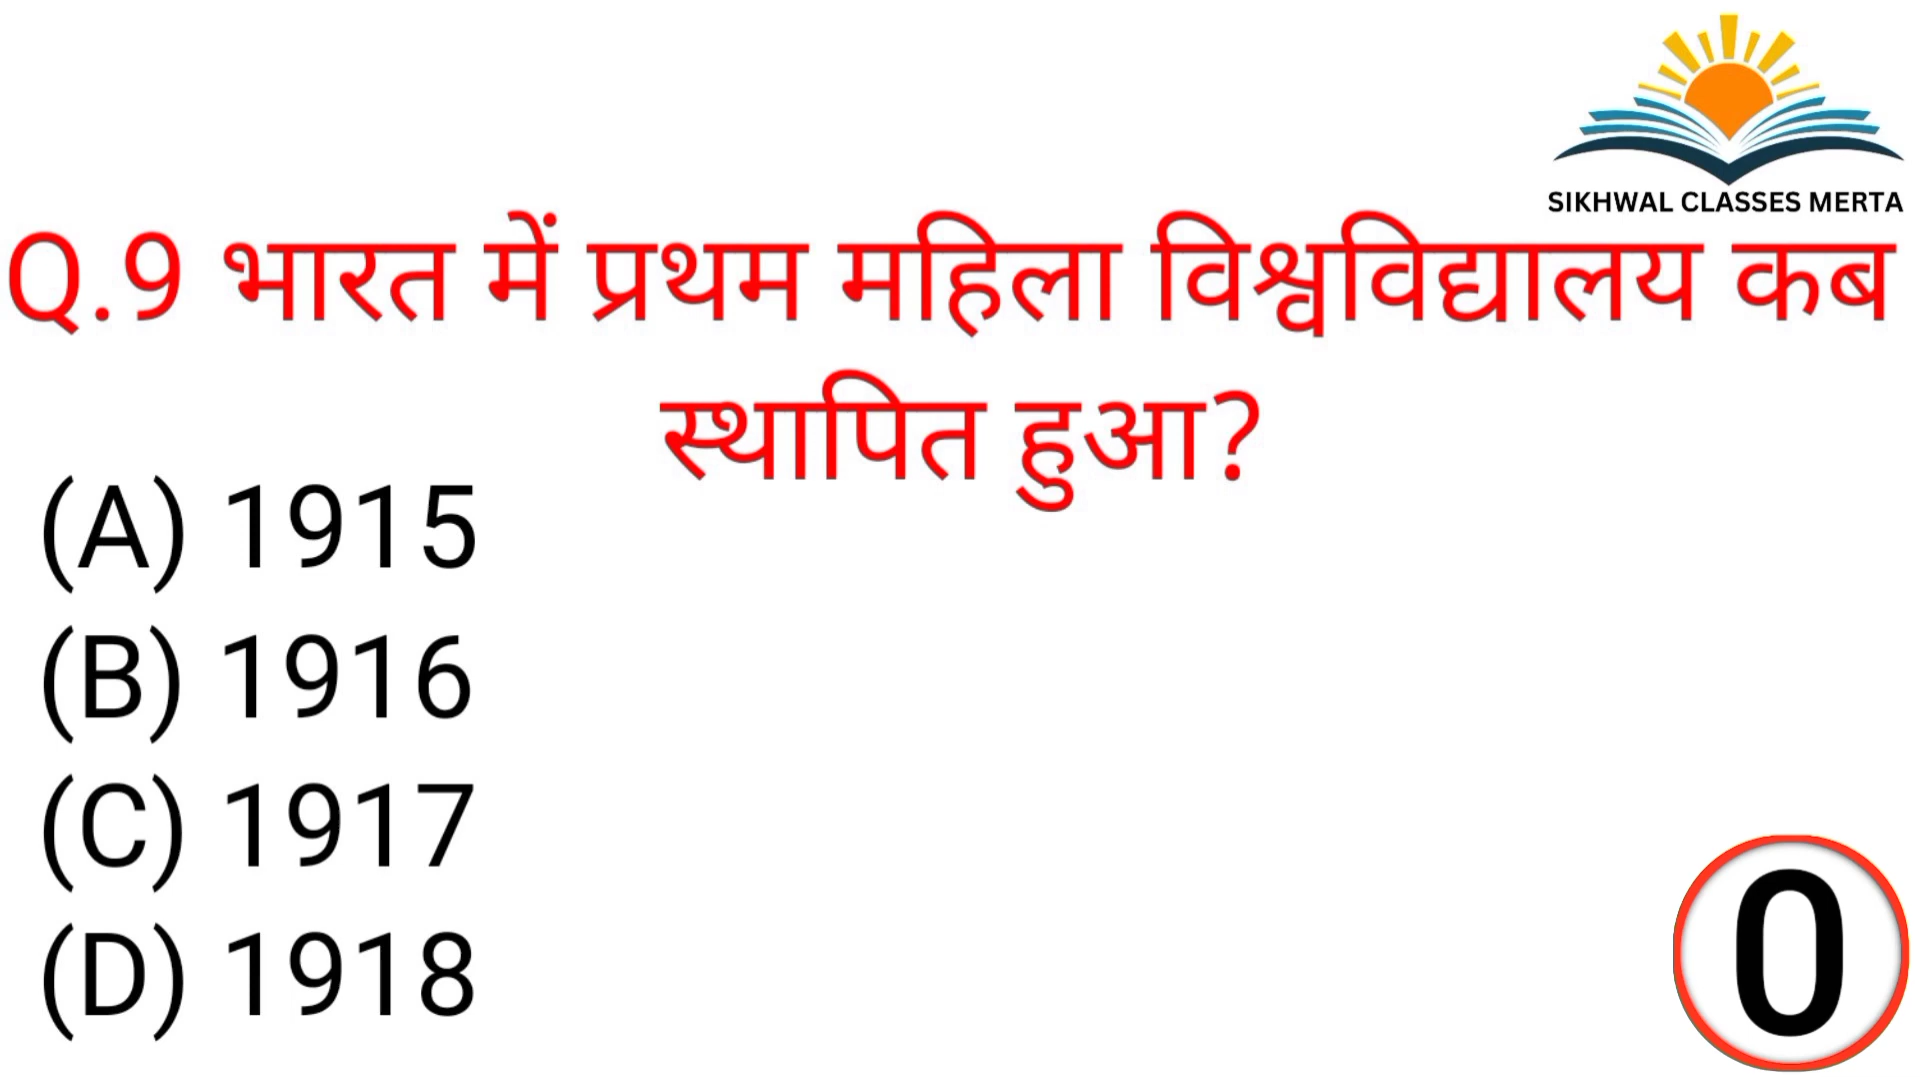 SIKHWAL CLASSES MERTA
Q.9 भारत में प्रथम महिला विश्वविद्यालय कब
स्थापित हुआ?
(A) 1915
(B) 1916
(C) 1917
(D) 1918
0